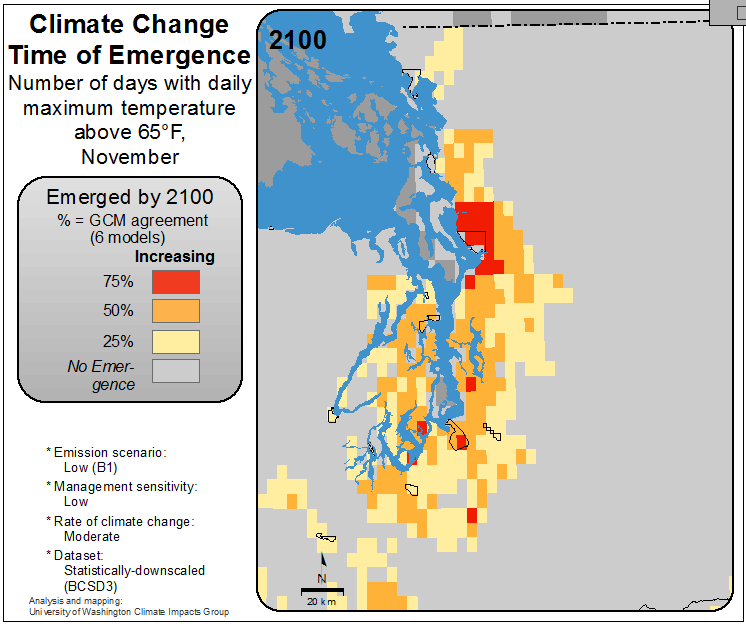 Climate Change
Time of Emergence
Number of days with daily
maximum temperature
above 65°F,
November
2100
Emerged by 2100
% = GCM agreement
(6 models)
Increasing
75%
50%
25%
No Emer-
gence
* Emission scenario:
Low (B1)
* Management sensitivity:
Low
* Rate of climate change:
Moderate
* Dataset:
Statistically-downscaled
(BCSD3)
Analysis and mapping:
University of Washington Climate Impacts Group
N
20 km